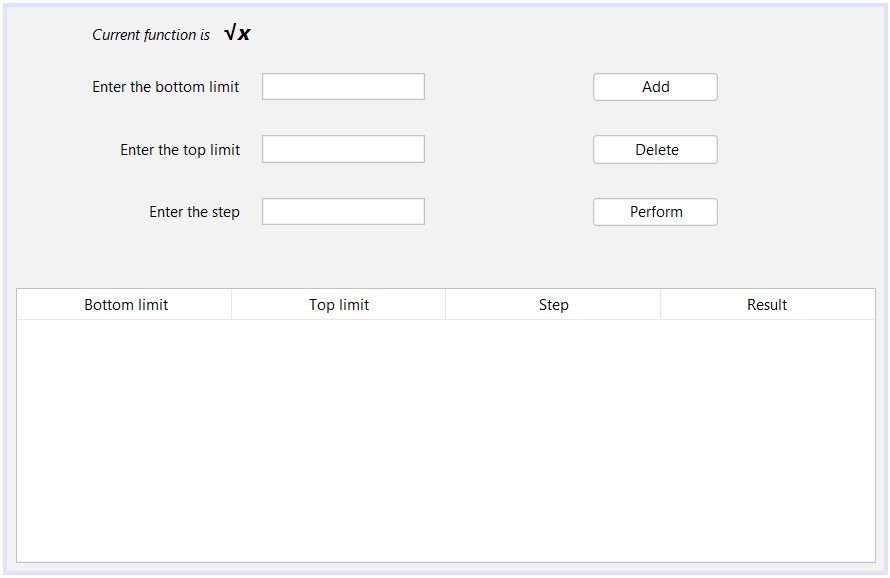 Current function is √x
Enter the bottom limit
Add
Enter the top limit
Delete
Enter the step
Perform
Bottom limit
Top limit
Step
Result